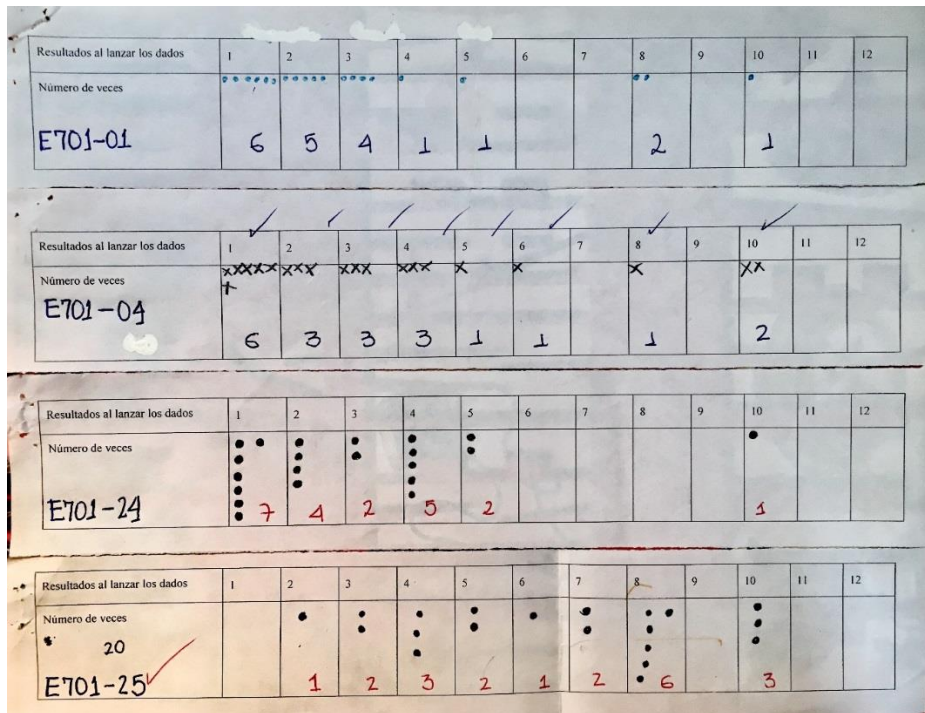 Resultados al lanzar los dados 1 2 3 4 5 6 7 8 9 10 11 12
Número de veces
E701-01 6 5 4 1 1 2 1
Resultados al lanzar los dados 1 2 3 4 5 6 7 8 9 10 11 12
Número de veces
E701-04
6 3 3 3 1 1 1 2
Resultados al lanzar los dados 1 2 3 4 5 6 7 8 9 10 11 12
Número de veces
E701-24 7 4 2 5 2 1
Resultados al lanzar los dados 1 2 3 4 5 6 7 8 9 10 11 12
Número de veces
20
E701-25 1 2 3 2 1 2 6 3